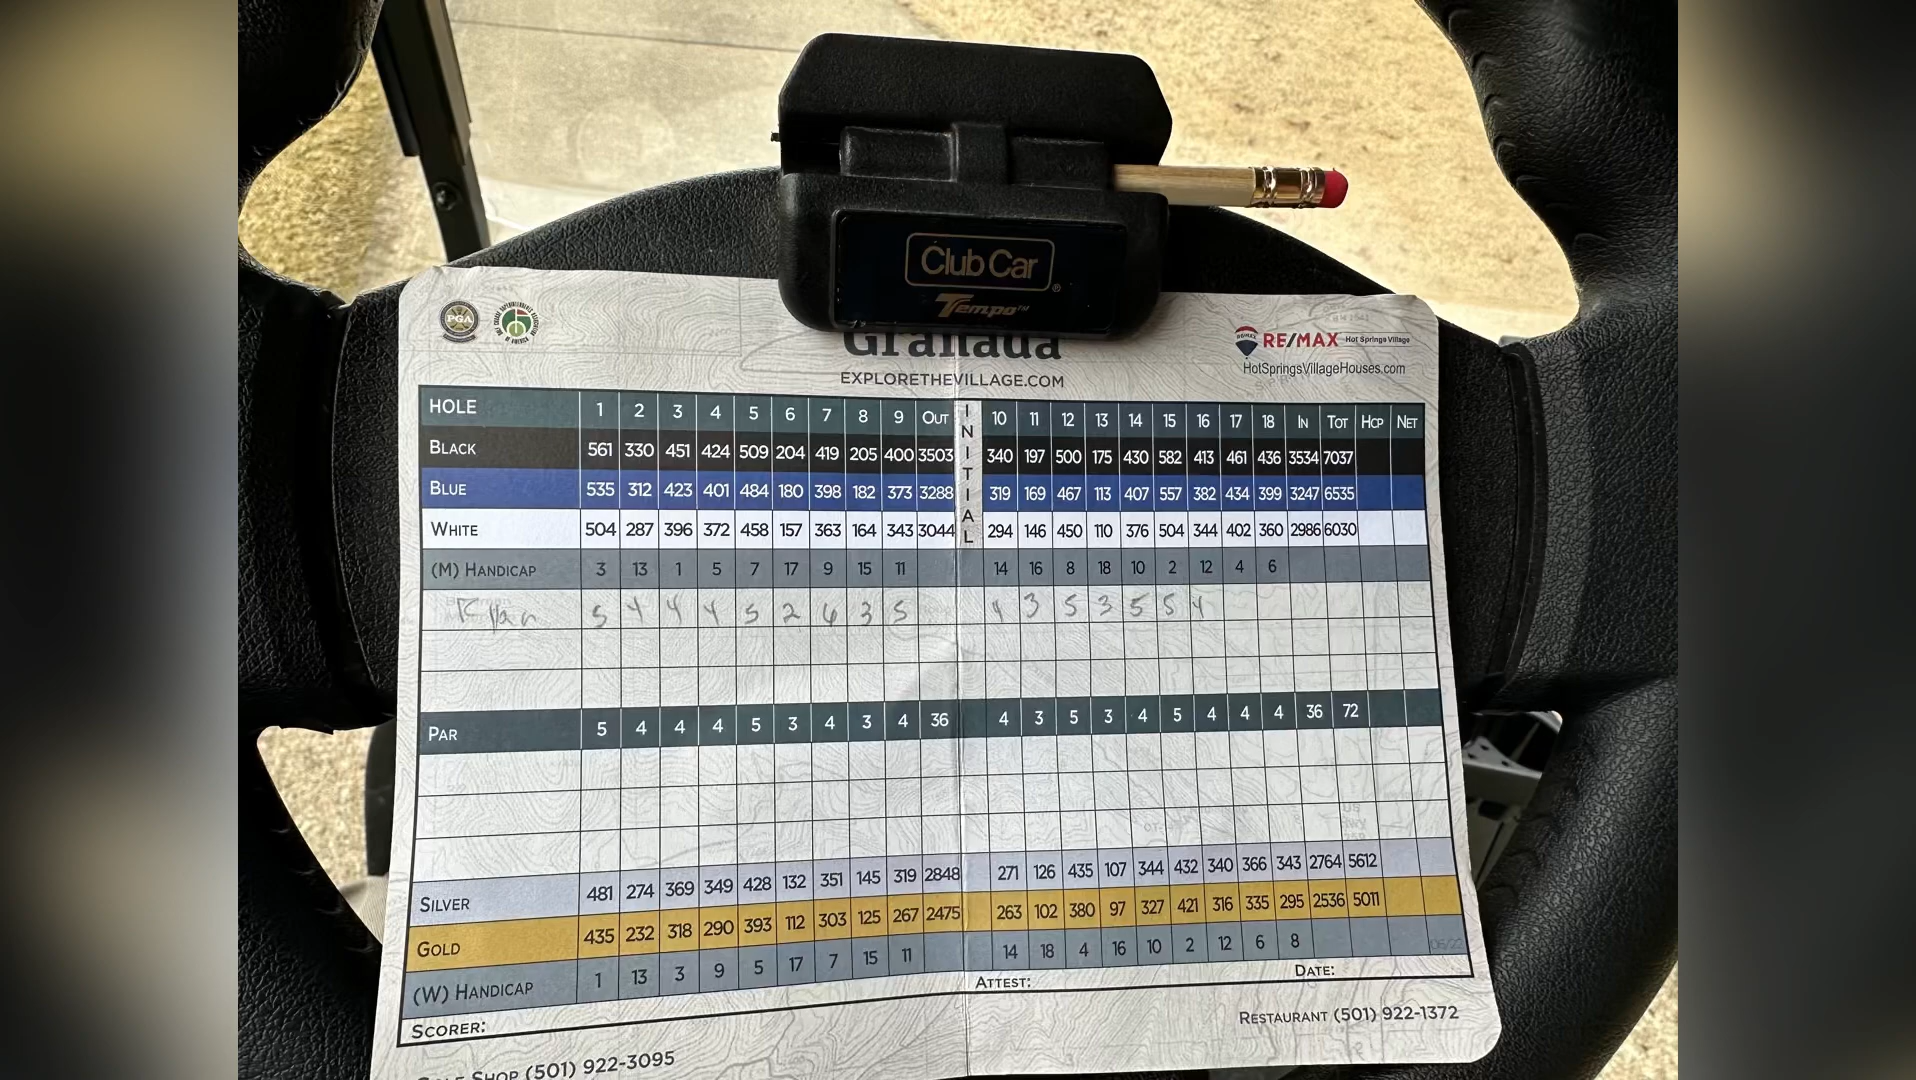 Club Car ®
Tempo™
PGA
Granada
RE/MAX Hot Springs Village
EXPLORETHEVILLAGE.COM
HotSpringsVillageHouses.com
HOLE 1 2 3 4 5 6 7 8 9 OUT INITIAL 10 11 12 13 14 15 16 17 18 IN TOT HCP NET
BLACK 561 330 451 424 509 204 419 205 400 3503 340 197 500 175 430 582 413 461 436 3534 7037
BLUE 535 312 423 401 484 180 398 182 373 3288 319 169 467 113 407 557 382 434 399 3247 6535
WHITE 504 287 396 372 458 157 363 164 343 3044 294 146 450 110 376 504 344 402 360 2986 6030
(M) HANDICAP 3 13 1 5 7 17 9 15 11 14 16 8 18 10 2 12 4 6
Ryan 5 4 4 4 5 2 3 5 4 3 5 3 5 5 4
PAR 5 4 4 4 5 3 4 3 4 36 4 3 5 3 4 5 4 4 4 36 72
SILVER 481 274 369 349 428 132 351 145 319 2848 271 126 435 107 344 432 340 366 343 2764 5612
GOLD 435 232 318 290 393 112 303 125 267 2475 263 102 380 97 327 421 316 335 295 2536 5011
(W) HANDICAP 1 13 3 9 5 17 7 15 11 14 18 4 16 10 2 12 6 8
06/22
SCORER: ATTEST: DATE:
GOLF SHOP (501) 922-3095 RESTAURANT (501) 922-1372